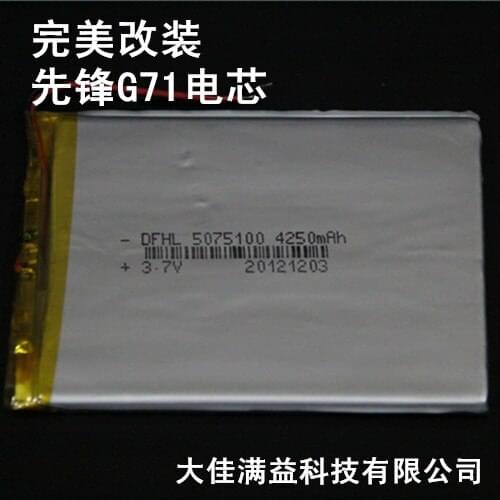 完美改装
先锋G71电芯
- DFHL 5075100 4250mAh
+ 3.7V 20121203
大佳满益科技有限公司